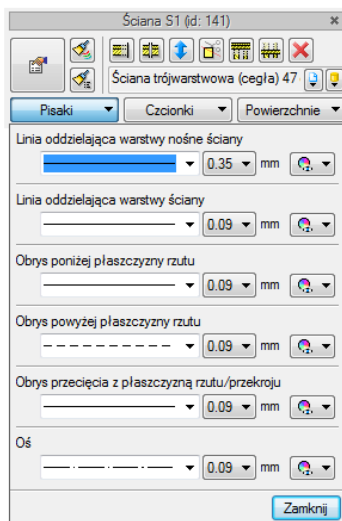 Ściana S1 (id: 141)
Ściana trójwarstwowa (cegła) 47
Pisaki Czcionki Powierzchnie
Linia oddzielająca warstwy nośne ściany
0.35 mm
Linia oddzielająca warstwy ściany
0.09 mm
Obrys poniżej płaszczyzny rzutu
0.09 mm
Obrys powyżej płaszczyzny rzutu
0.09 mm
Obrys przecięcia z płaszczyzną rzutu/przekroju
0.09 mm
Oś
0.09 mm
Zamknij